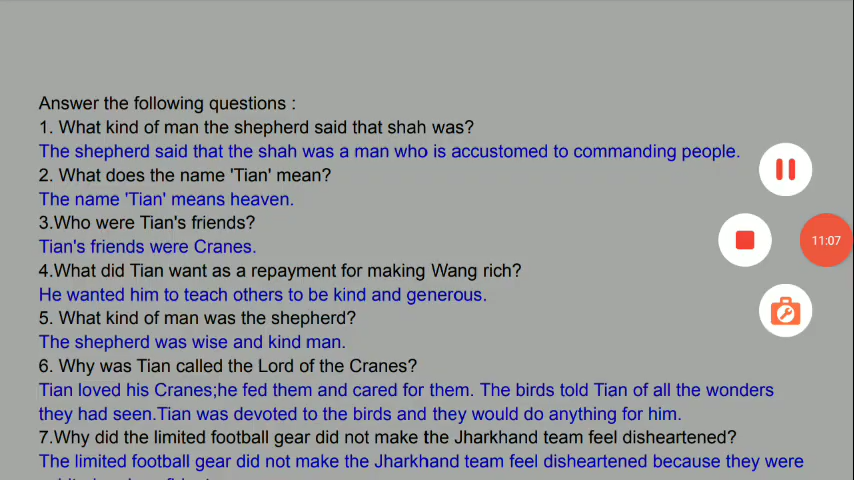 Answer the following questions :
1. What kind of man the shepherd said that shah was?
The shepherd said that the shah was a man who is accustomed to commanding people.
2. What does the name 'Tian' mean?
The name 'Tian' means heaven.
3.Who were Tian's friends?
Tian's friends were Cranes.
11:07
4.What did Tian want as a repayment for making Wang rich?
He wanted him to teach others to be kind and generous.
5. What kind of man was the shepherd?
The shepherd was wise and kind man.
6. Why was Tian called the Lord of the Cranes?
Tian loved his Cranes;he fed them and cared for them. The birds told Tian of all the wonders
they had seen.Tian was devoted to the birds and they would do anything for him.
7.Why did the limited football gear did not make the Jharkhand team feel disheartened?
The limited football gear did not make the Jharkhand team feel disheartened because they were